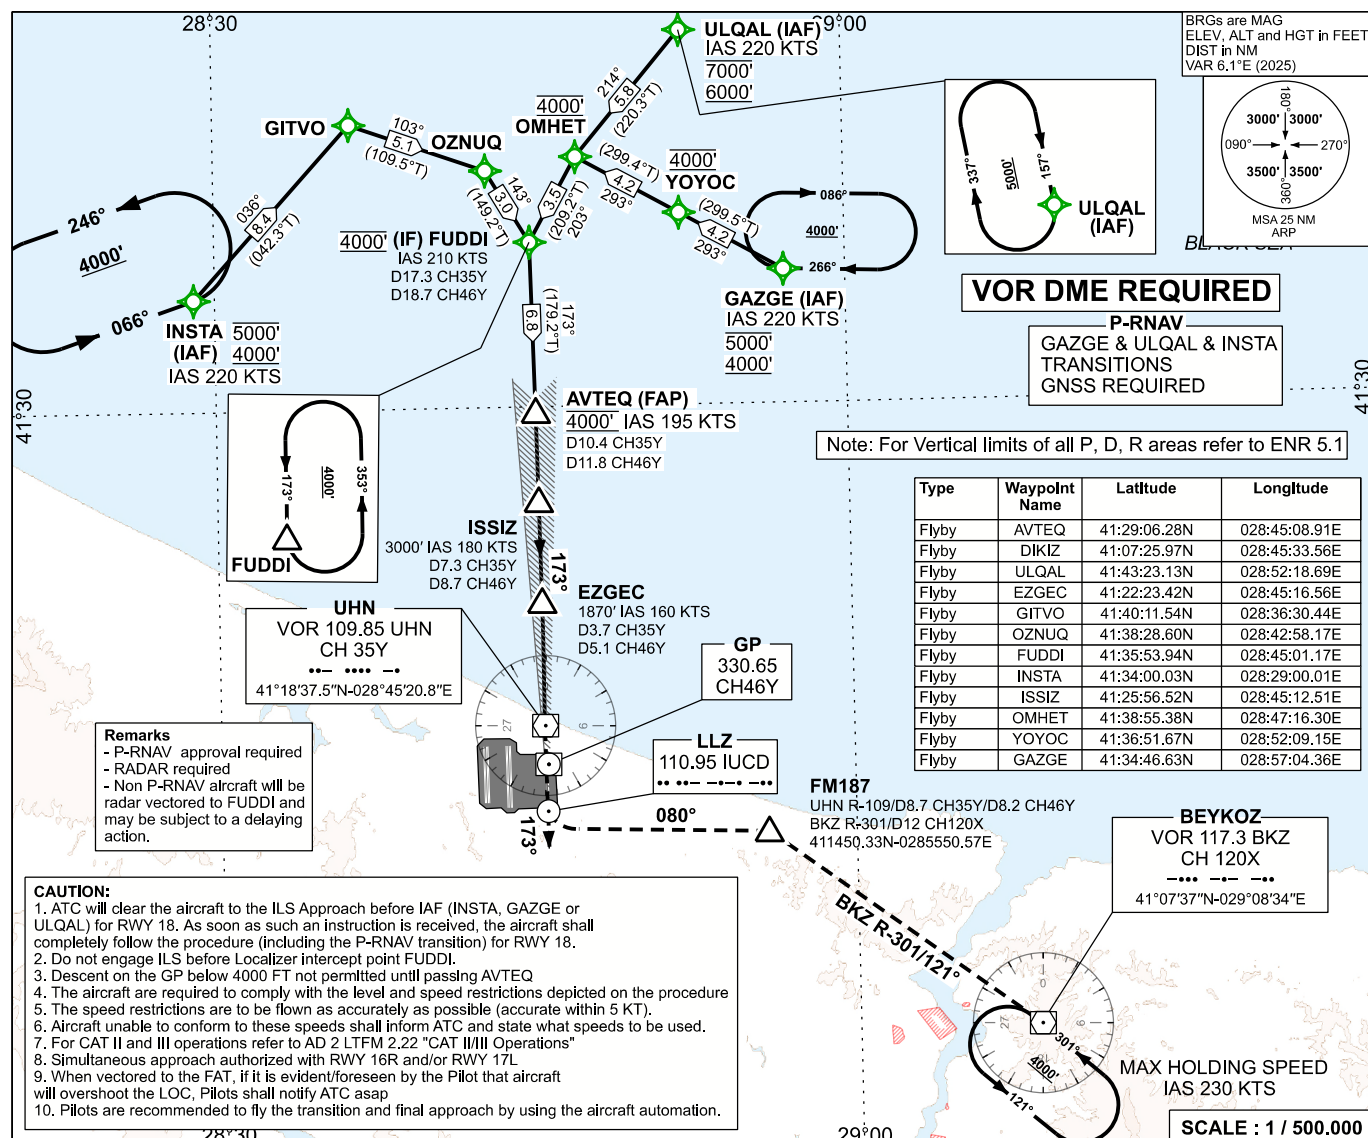 28°30'
29°00'
BRGs are MAG
ELEV, ALT and HGT in FEET
DIST in NM
VAR 6.1°E (2025)
180°
3000' 3000'
090° 270°
3500' 3500'
360°
MSA 25 NM
ARP
ULQAL (IAF)
IAS 220 KTS
7000'
6000'
214°
5.8
(220.3°T)
4000'
OMHET
GITVO
103°
5.1
(109.5°T)
OZNUQ
143°
3.0
(149.2°T)
3.5
(209.2°T)
203°
(299.4°T)
4.2
293°
4000'
YOYOC
(299.5°T)
4.2
293°
086°
4000'
266°
GAZGE (IAF)
IAS 220 KTS
5000'
4000'
337°
5000'
157°
ULQAL
(IAF)
BLACK SEA
036°
8.4
(042.3°T)
246°
4000'
066°
INSTA
(IAF)
5000'
4000'
IAS 220 KTS
4000' (IF) FUDDI
IAS 210 KTS
D17.3 CH35Y
D18.7 CH46Y
173°
(179.2°T)
6.8
VOR DME REQUIRED
P-RNAV
GAZGE & ULQAL & INSTA
TRANSITIONS
GNSS REQUIRED
41°30
41°30
AVTEQ (FAP)
4000' IAS 195 KTS
D10.4 CH35Y
D11.8 CH46Y
173°
4000'
353°
FUDDI
Note: For Vertical limits of all P, D, R areas refer to ENR 5.1
Type Waypoint Name Latitude Longitude
Flyby AVTEQ 41:29:06.28N 028:45:08.91E
Flyby DIKIZ 41:07:25.97N 028:45:33.56E
Flyby ULQAL 41:43:23.13N 028:52:18.69E
Flyby EZGEC 41:22:23.42N 028:45:16.56E
Flyby GITVO 41:40:11.54N 028:36:30.44E
Flyby OZNUQ 41:38:28.60N 028:42:58.17E
Flyby FUDDI 41:35:53.94N 028:45:01.17E
Flyby INSTA 41:34:00.03N 028:29:00.01E
Flyby ISSIZ 41:25:56.52N 028:45:12.51E
Flyby OMHET 41:38:55.38N 028:47:16.30E
Flyby YOYOC 41:36:51.67N 028:52:09.15E
Flyby GAZGE 41:34:46.63N 028:57:04.36E
ISSIZ
3000' IAS 180 KTS
D7.3 CH35Y
D8.7 CH46Y
173°
EZGEC
1870' IAS 160 KTS
D3.7 CH35Y
D5.1 CH46Y
UHN
VOR 109.85 UHN
CH 35Y
41°18'37.5"N-028°45'20.8"E
GP
330.65
CH46Y
27
9
LLZ
110.95 IUCD
173°
080°
Remarks
- P-RNAV approval required
- RADAR required
- Non P-RNAV aircraft will be
radar vectored to FUDDI and
may be subject to a delaying
action.
FM187
UHN R-109/D8.7 CH35Y/D8.2 CH46Y
BKZ R-301/D12 CH120X
411450.33N-0285550.57E
BEYKOZ
VOR 117.3 BKZ
CH 120X
41°07'37"N-029°08'34"E
BKZ R-301/121°
0
27
9
301°
4000'
121°
MAX HOLDING SPEED
IAS 230 KTS
CAUTION:
1. ATC will clear the aircraft to the ILS Approach before IAF (INSTA, GAZGE or
ULQAL) for RWY 18. As soon as such an instruction is received, the aircraft shall
completely follow the procedure (including the P-RNAV transition) for RWY 18.
2. Do not engage ILS before Localizer intercept point FUDDI.
3. Descent on the GP below 4000 FT not permitted until passing AVTEQ
4. The aircraft are required to comply with the level and speed restrictions depicted on the procedure
5. The speed restrictions are to be flown as accurately as possible (accurate within 5 KT).
6. Aircraft unable to conform to these speeds shall inform ATC and state what speeds to be used.
7. For CAT II and III operations refer to AD 2 LTFM 2.22 "CAT II/III Operations"
8. Simultaneous approach authorized with RWY 16R and/or RWY 17L
9. When vectored to the FAT, if it is evident/foreseen by the Pilot that aircraft
will overshoot the LOC, Pilots shall notify ATC asap
10. Pilots are recommended to fly the transition and final approach by using the aircraft automation.
28°30
29°00
SCALE : 1 / 500.000